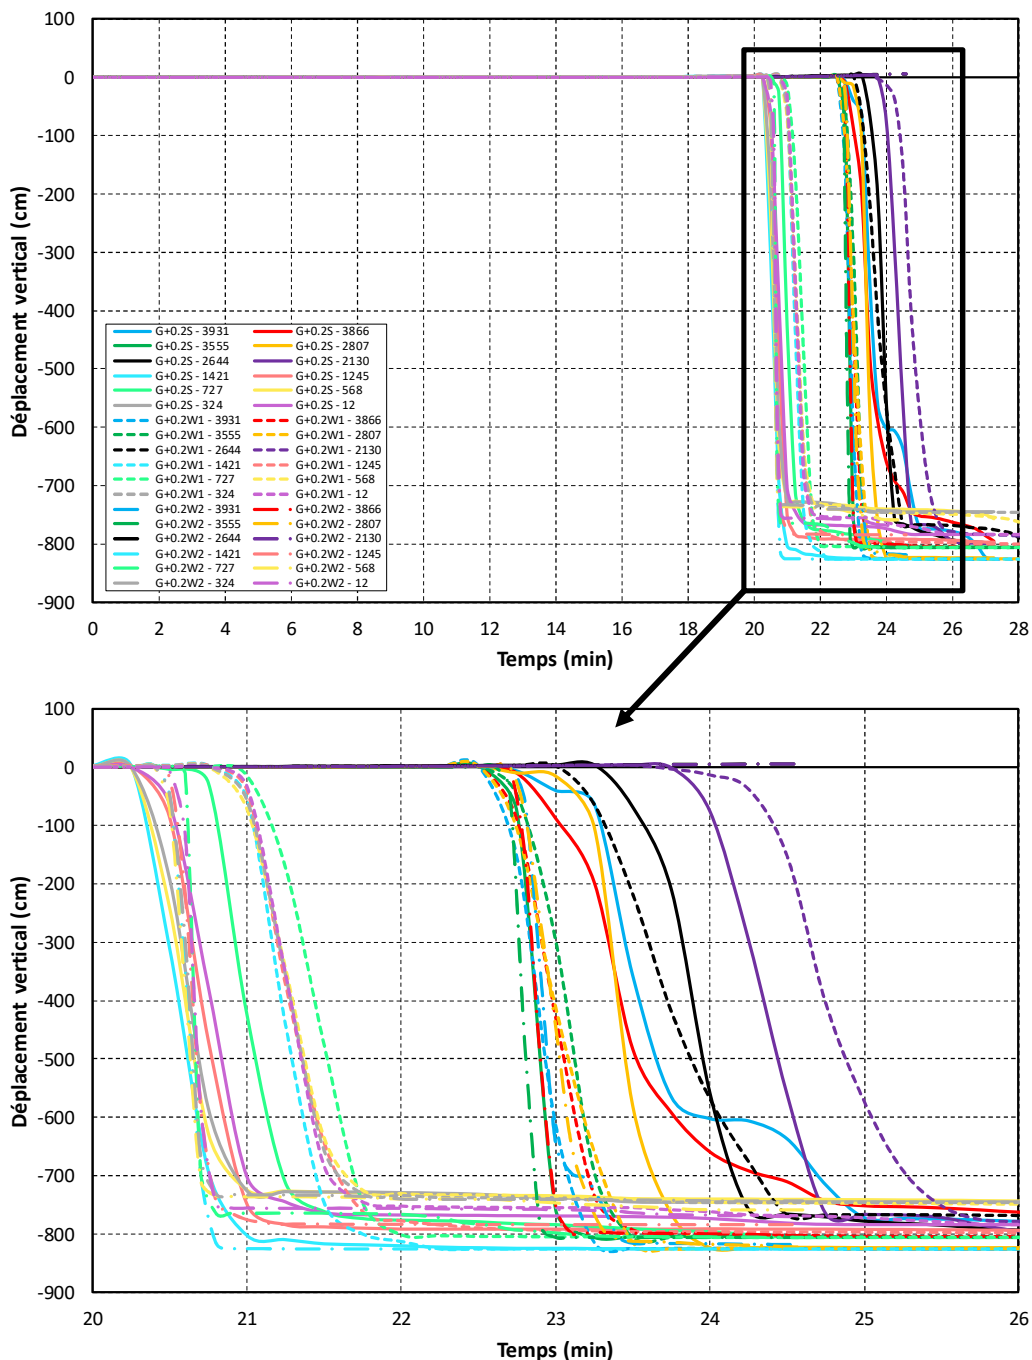 100
0
-100
-200
-300
-400
-500
-600
-700
-800
-900
Déplacement vertical (cm)
G+0.2S - 3931 G+0.2S - 3866
G+0.2S - 3555 G+0.2S - 2807
G+0.2S - 2644 G+0.2S - 2130
G+0.2S - 1421 G+0.2S - 1245
G+0.2S - 727 G+0.2S - 568
G+0.2S - 324 G+0.2S - 12
G+0.2W1 - 3931 G+0.2W1 - 3866
G+0.2W1 - 3555 G+0.2W1 - 2807
G+0.2W1 - 2644 G+0.2W1 - 2130
G+0.2W1 - 1421 G+0.2W1 - 1245
G+0.2W1 - 727 G+0.2W1 - 568
G+0.2W1 - 324 G+0.2W1 - 12
G+0.2W2 - 3931 G+0.2W2 - 3866
G+0.2W2 - 3555 G+0.2W2 - 2807
G+0.2W2 - 2644 G+0.2W2 - 2130
G+0.2W2 - 1421 G+0.2W2 - 1245
G+0.2W2 - 727 G+0.2W2 - 568
G+0.2W2 - 324 G+0.2W2 - 12
0 2 4 6 8 10 12 14 16 18 20 22 24 26 28
Temps (min)
100
0
-100
-200
-300
-400
-500
-600
-700
-800
-900
Déplacement vertical (cm)
20 21 22 23 24 25 26
Temps (min)